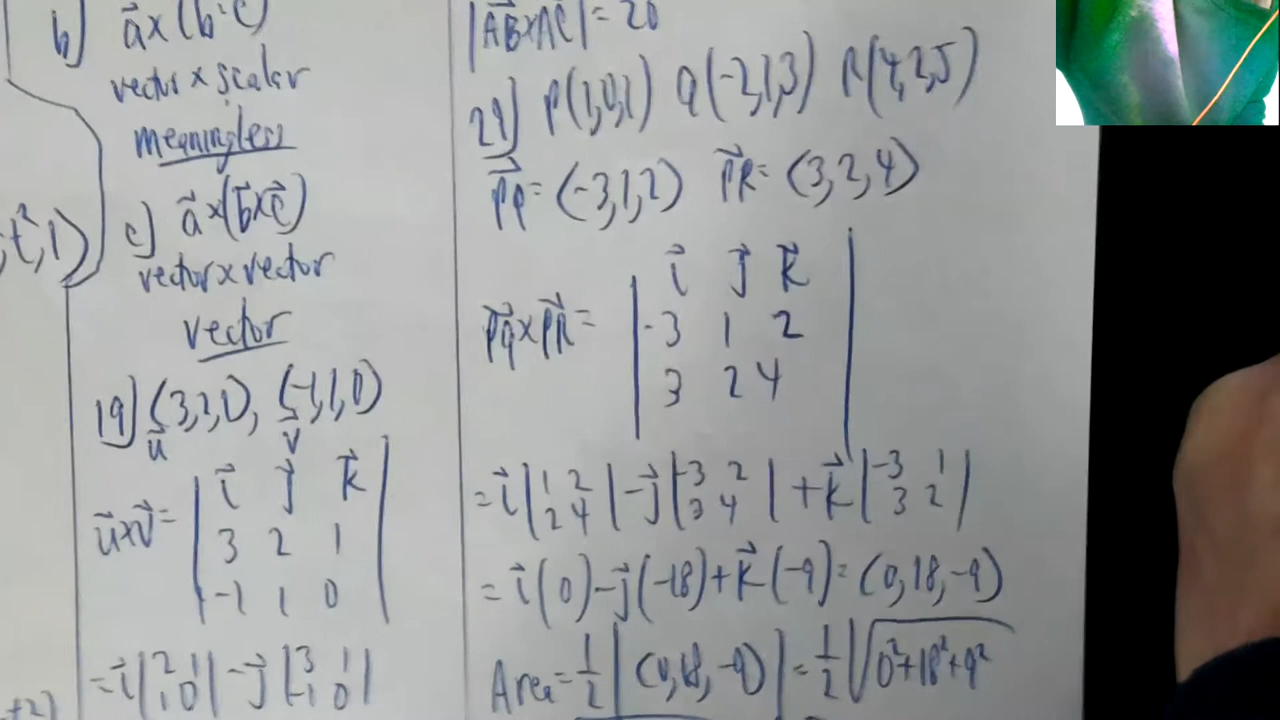 b) a⃗×(b⃗·c⃗)
vector × scalar
meaningless
,t²,1)
c) a⃗×(b⃗×c⃗)
vector×vector
vector
19) (3,2,1), (-1,1,0)
u⃗ v⃗
u⃗×v⃗= | i⃗ j⃗ k⃗ |
3 2 1
-1 1 0
= i⃗ |2 1| - j⃗ |3 1|
1 0 -1 0
+2)
|AB⃗×AC⃗|=20
29) P(1,0,1) Q(-2,1,3) R(4,2,5)
PQ⃗=(-3,1,2) PR⃗=(3,2,4)
PQ⃗×PR⃗= | i⃗ j⃗ k⃗ |
-3 1 2
3 2 4
= i⃗ |1 2| - j⃗ |-3 2| + k⃗ |-3 1|
2 4 3 4 3 2
= i⃗(0)-j⃗(-18)+k⃗(-9)=(0,18,-9)
Area=½|(0,18,-9)|=½√0²+18²+9²